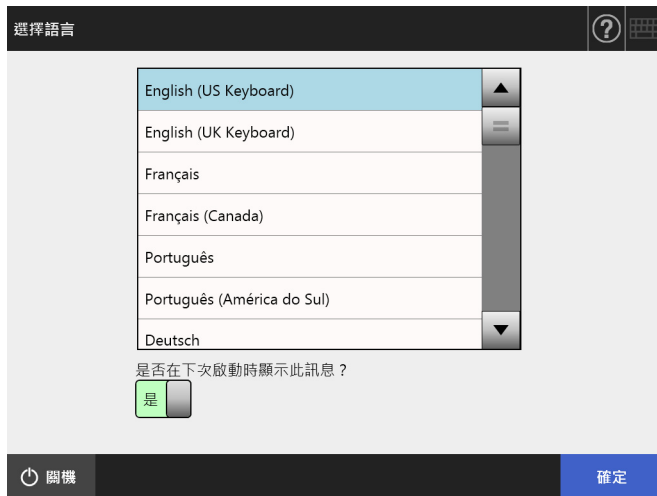 選擇語言
English (US Keyboard)
English (UK Keyboard)
Français
Français (Canada)
Português
Português (América do Sul)
Deutsch
是否在下次啟動時顯示此訊息？
是
關機
確定